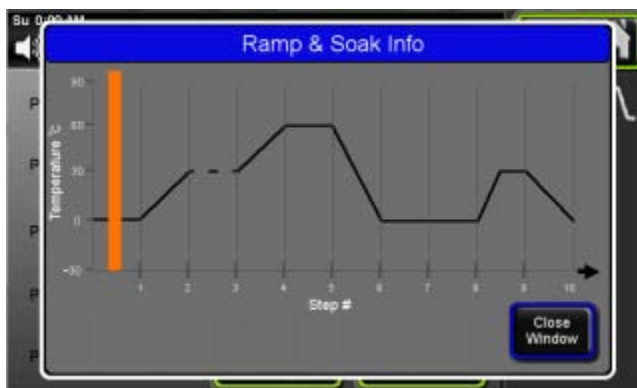 Su 0:00 AM
Ramp & Soak Info
90
60
30
0
-30
Temperature °C
1 2 3 4 5 6 7 8 9 10
Step #
Close
Window
P
P
P
P
P